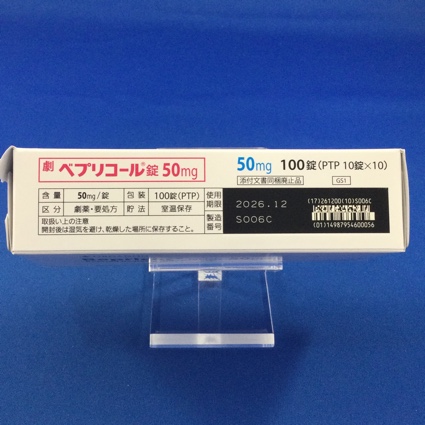 劇 ベプリコール®錠 50mg
50mg 100錠(PTP 10錠×10)
添付文書同梱廃止品 GS1
含量 50mg/錠 包装 100錠(PTP)
区分 劇薬・要処方 貯法 室温保存
取扱い上の注意
開封後は湿気を避け、乾燥した場所に保存すること。
使用期限 2026.12
製造番号 S006C
(17)261200(10)S006C
(01)14987954600056